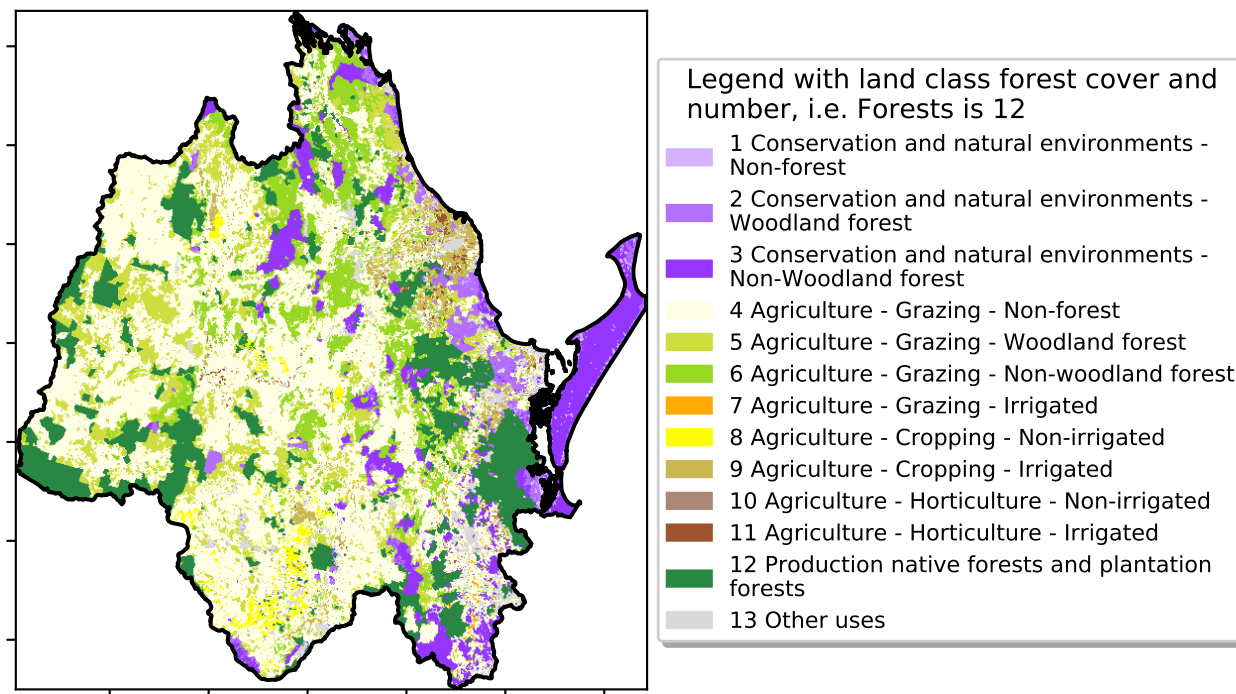 Legend with land class forest cover and
number, i.e. Forests is 12
1 Conservation and natural environments -
Non-forest
2 Conservation and natural environments -
Woodland forest
3 Conservation and natural environments -
Non-Woodland forest
4 Agriculture - Grazing - Non-forest
5 Agriculture - Grazing - Woodland forest
6 Agriculture - Grazing - Non-woodland forest
7 Agriculture - Grazing - Irrigated
8 Agriculture - Cropping - Non-irrigated
9 Agriculture - Cropping - Irrigated
10 Agriculture - Horticulture - Non-irrigated
11 Agriculture - Horticulture - Irrigated
12 Production native forests and plantation
forests
13 Other uses